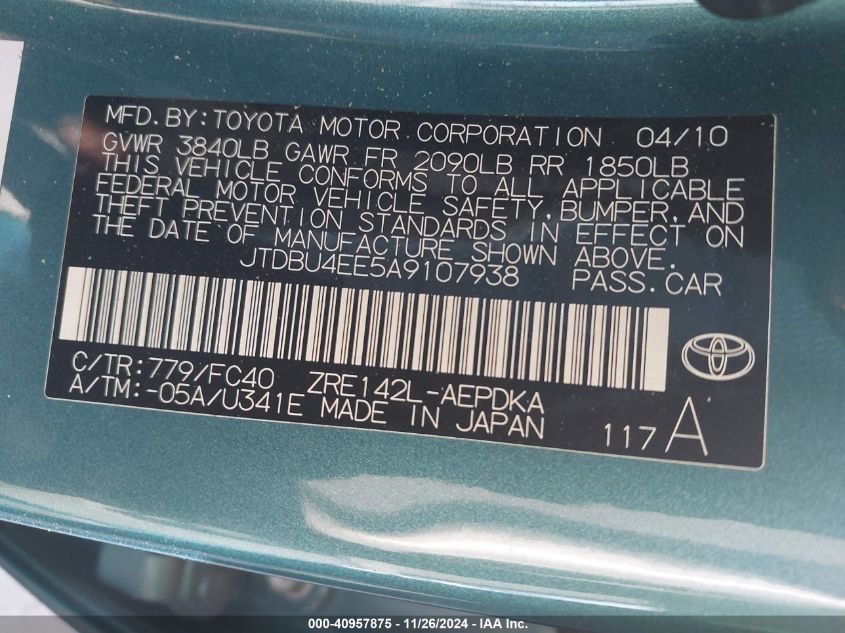 MFD.BY:TOYOTA MOTOR CORPORATION 04/10
GVWR 3840LB GAWR FR 2090LB RR 1850LB
THIS VEHICLE CONFORMS TO ALL APPLICABLE
FEDERAL MOTOR VEHICLE SAFETY,BUMPER,AND
THEFT PREVENTION STANDARDS IN EFFECT ON
THE DATE OF MANUFACTURE SHOWN ABOVE.
JTDBU4EE5A9107938 PASS.CAR
C/TR:779/FC40 ZRE142L-AEPDKA
A/TM:-05A/U341E MADE IN JAPAN
117A
000-40957875 - 11/26/2024 - IAA Inc.